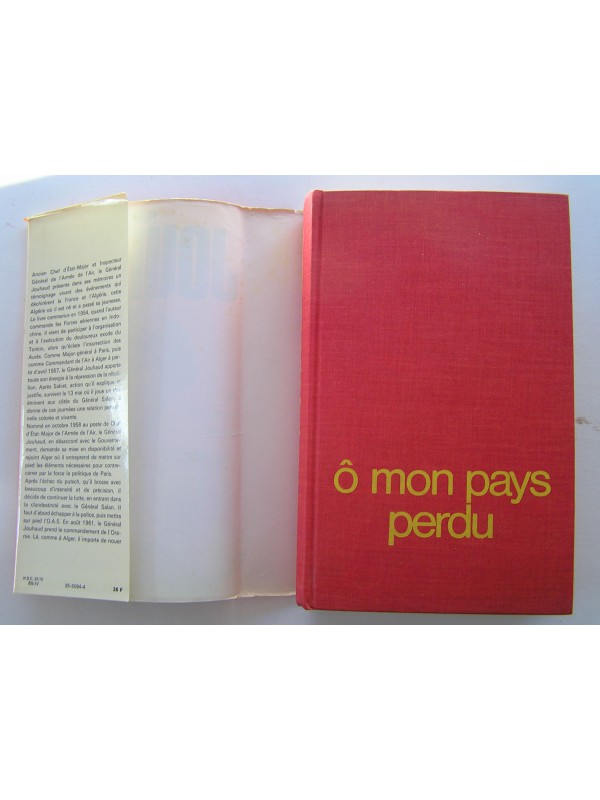 Ancien Chef d'État-Major et Inspecteur
Général de l'Armée de l'Air, le Général
Jouhaud présente dans ses mémoires un
témoignage vivant des événements qui
déchirèrent la France et l'Algérie, cette
Algérie où il est né et a passé sa jeunesse.
Le livre commence en 1954, quand l'auteur
commande les Forces aériennes en Indo-
chine. Il vient de participer à l'organisation
et à l'exécution du douloureux exode du
Tonkin, alors qu'éclate l'insurrection des
Aurès. Comme Major général à Paris, puis
comme Commandant de l'Air à Alger à par-
tir d'avril 1957, le Général Jouhaud apporte
toute son énergie à la répression de la
Après Salan, action qu'il explique
justifie, survient le 13 mai où il joue un
éminent aux côtés du Général Salan
donne de ces journées une relation
nelle colorée et vivante.
Nommé en octobre 1958 au poste de
d'État Major de l'Armée de l'Air, le Général
Jouhaud, en désaccord avec le Gouverne-
ment, demande sa mise en disponibilité et
rejoint Alger où il entreprend de mettre sur
pied les éléments nécessaires pour contre-
carrer par la force la politique de Paris.
Après l'échec du putsch, qu'il brosse avec
beaucoup d'intensité et de précision, il
décide de continuer la lutte, en entrant dans
la clandestinité avec le Général Salan. Il
faut d'abord échapper à la police, puis mettre
sur pied l'O.A.S. En août 1961, le Général
Jouhaud prend le commandement de l'Ora-
nie. Là, comme à Alger, il importe de nouer
36 F
ô mon pays
perdu